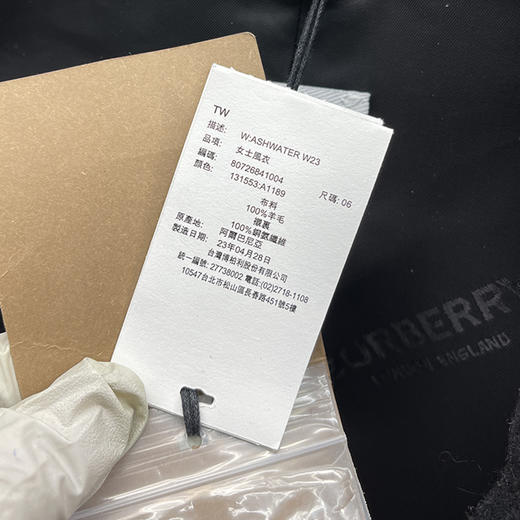 TW
描述: W:ASHWATER W23
品項: 女士風衣
編碼: 80726841004
顏色: 131553:A1189 尺碼: 06
布料
100%羊毛
襯裏
100%銅氨纖維
原產地: 阿爾巴尼亞
製造日期: 23年04月28日
台灣博柏利股份有限公司
統一編號: 27738002 電話:(02)2718-1108
10547台北市松山區長春路451號5樓
BURBERRY
LONDON ENGLAND